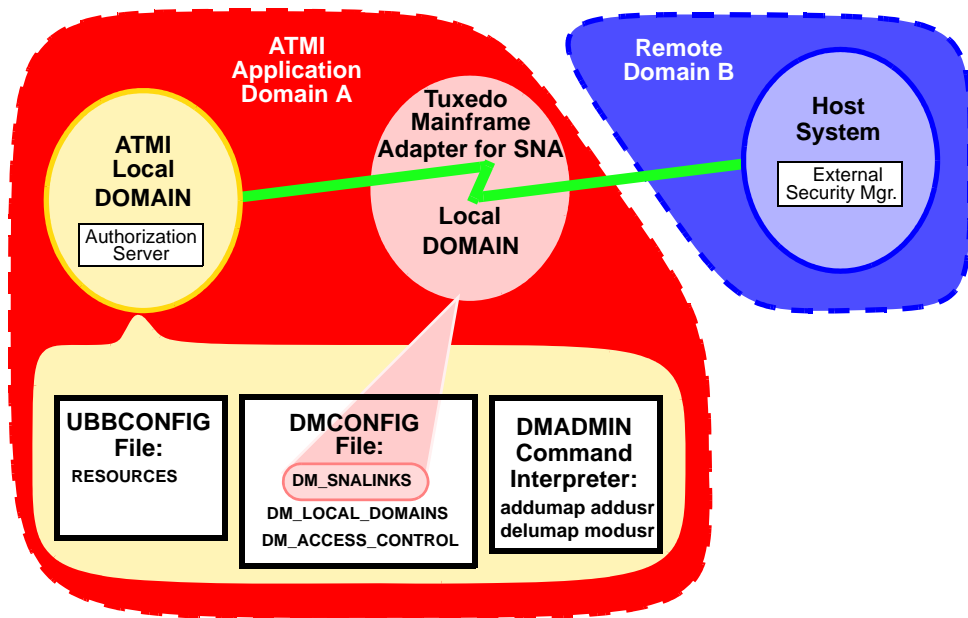 ATMI
Application
Domain A
Remote
Domain B
ATMI
Local
DOMAIN
Authorization
Server
Tuxedo
Mainframe
Adapter for SNA
Local
DOMAIN
Host
System
External
Security Mgr.
UBBCONFIG
File:
RESOURCES
DMCONFIG
File:
DM_SNALINKS
DM_LOCAL_DOMAINS
DM_ACCESS_CONTROL
DMADMIN
Command
Interpreter:
addumap addusr
delumap modusr